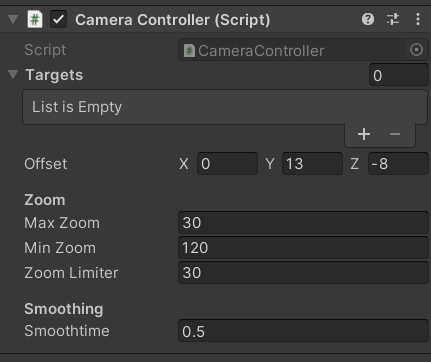 Camera Controller (Script)
Script CameraController
Targets 0
List is Empty
Offset X 0 Y 13 Z -8
Zoom
Max Zoom 30
Min Zoom 120
Zoom Limiter 30
Smoothing
Smoothtime 0.5